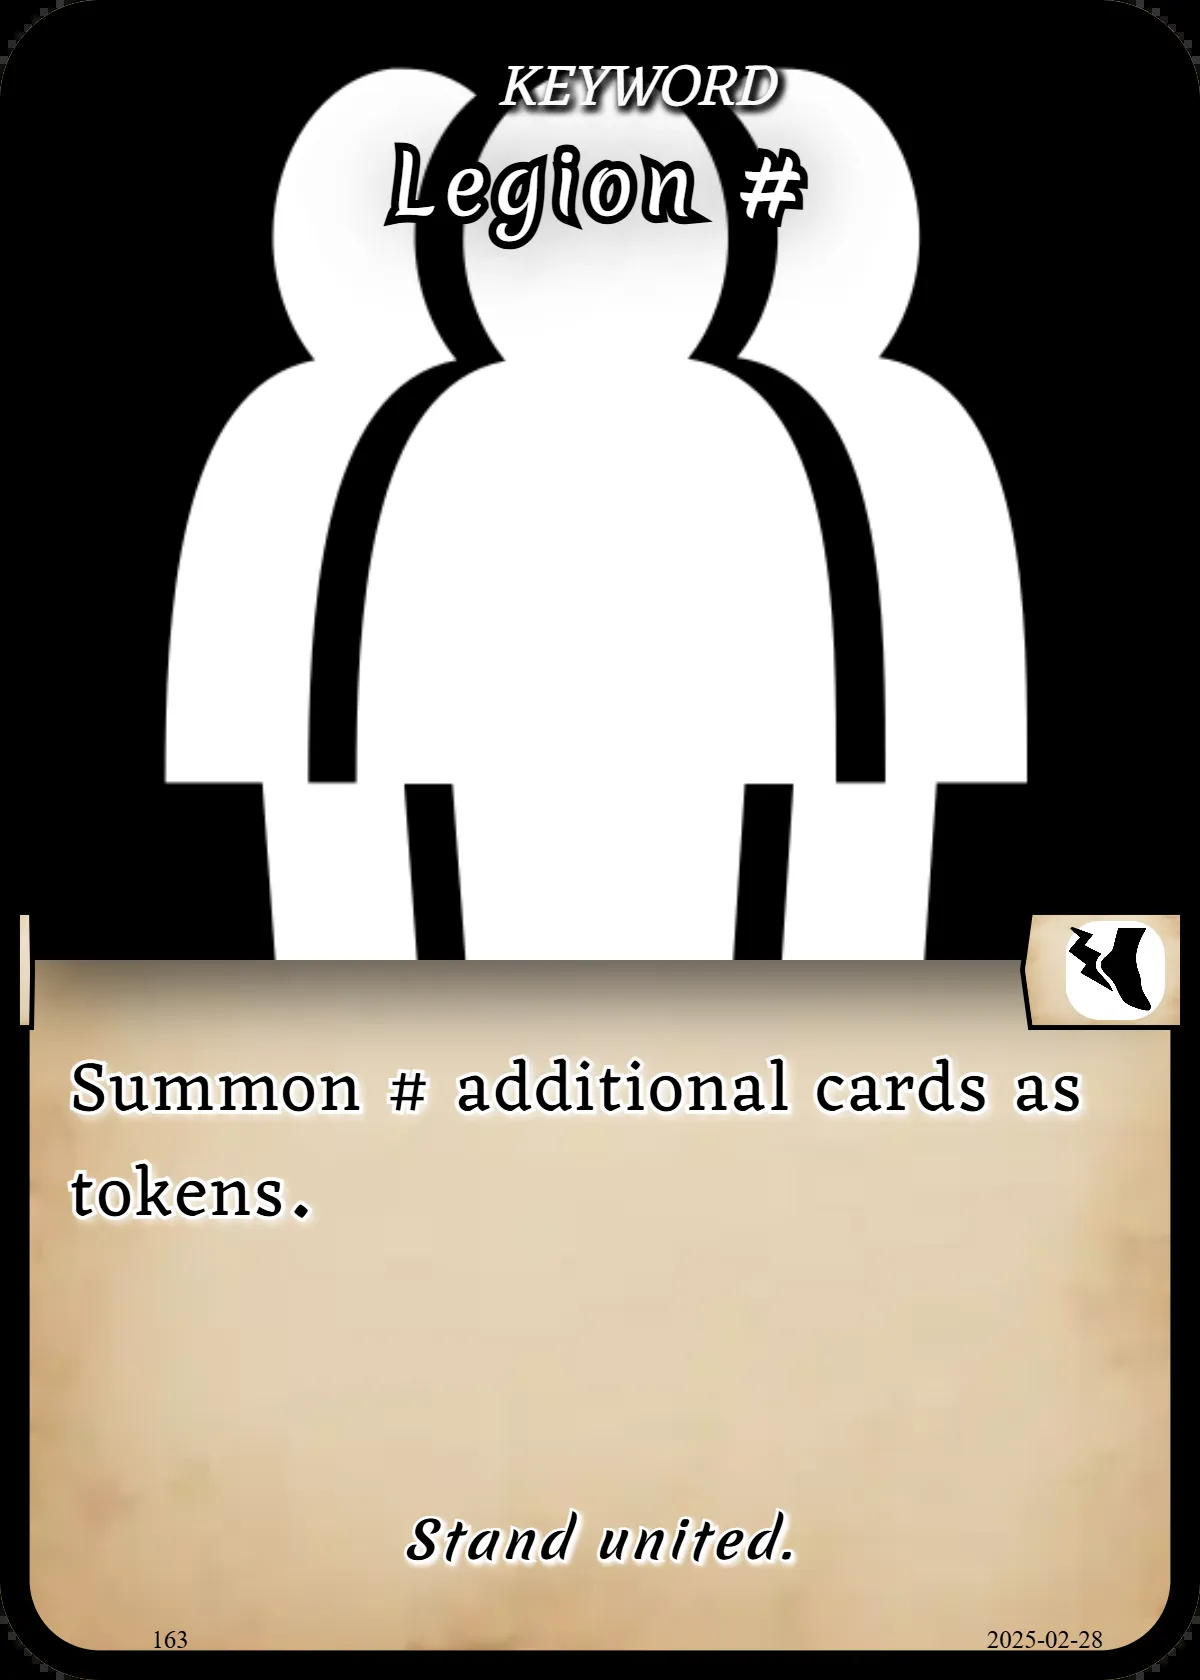 KEYWORD
Legion #
Summon # additional cards as
tokens.
Stand united.
163
2025-02-28